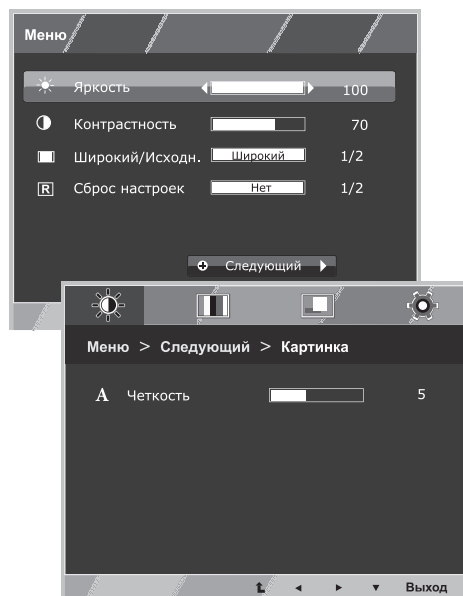 Меню
Яркость 100
Контрастность 70
Широкий/Исходн. Широкий 1/2
R Сброс настроек Нет 1/2
Следующий
Меню > Следующий > Картинка
A Четкость 5
Выход